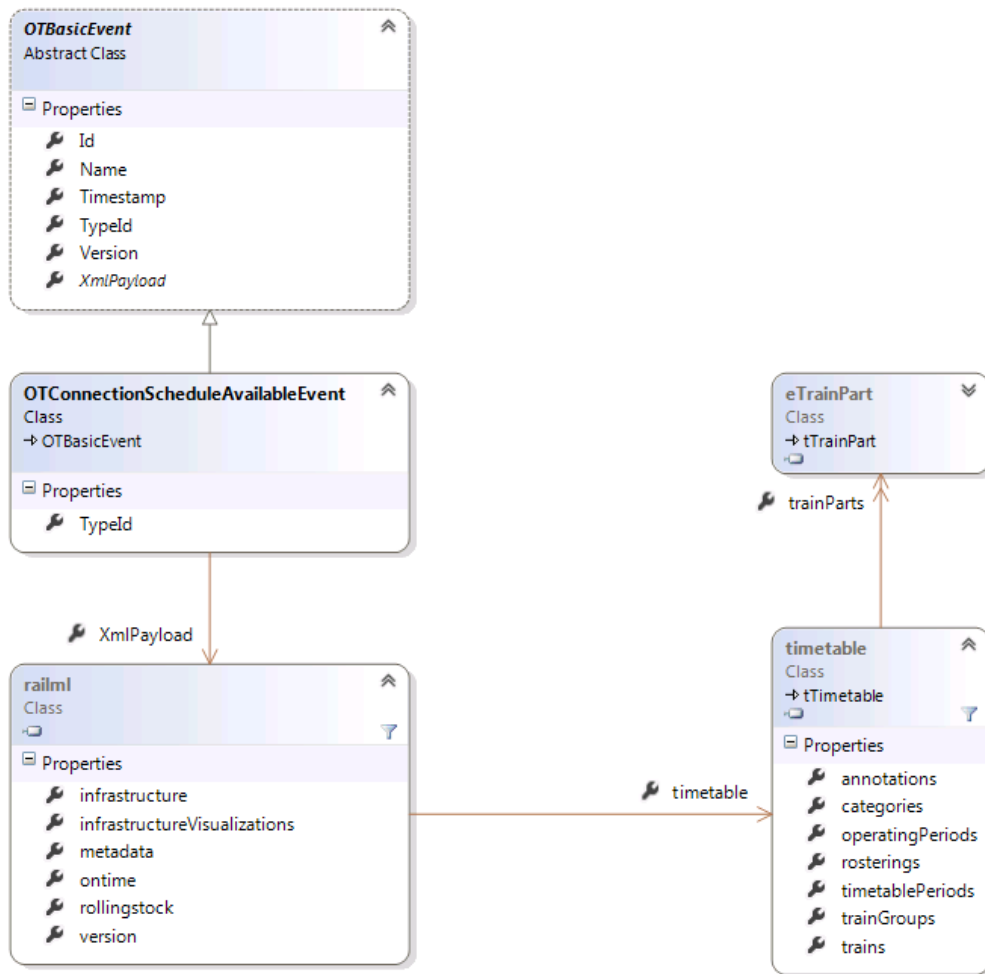 OTBasicEvent
Abstract Class
Properties
Id
Name
Timestamp
TypeId
Version
XmlPayload
OTConnectionScheduleAvailableEvent
Class
OTBasicEvent
Properties
TypeId
XmlPayload
railml
Class
Properties
infrastructure
infrastructureVisualizations
metadata
ontime
rollingstock
version
timetable
eTrainPart
Class
tTrainPart
trainParts
timetable
Class
tTimetable
Properties
annotations
categories
operatingPeriods
rosterings
timetablePeriods
trainGroups
trains